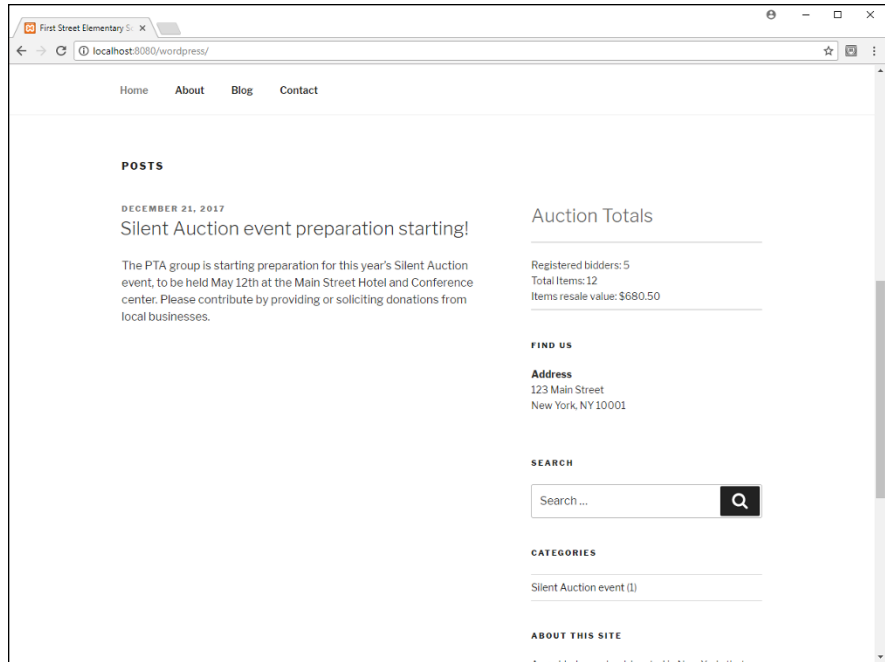 First Street Elementary Sc
localhost:8080/wordpress/
Home About Blog Contact
POSTS
DECEMBER 21, 2017
Silent Auction event preparation starting!
The PTA group is starting preparation for this year's Silent Auction
event, to be held May 12th at the Main Street Hotel and Conference
center. Please contribute by providing or soliciting donations from
local businesses.
Auction Totals
Registered bidders: 5
Total Items: 12
Items resale value: $680.50
FIND US
Address
123 Main Street
New York, NY 10001
SEARCH
Search ...
CATEGORIES
Silent Auction event (1)
ABOUT THIS SITE